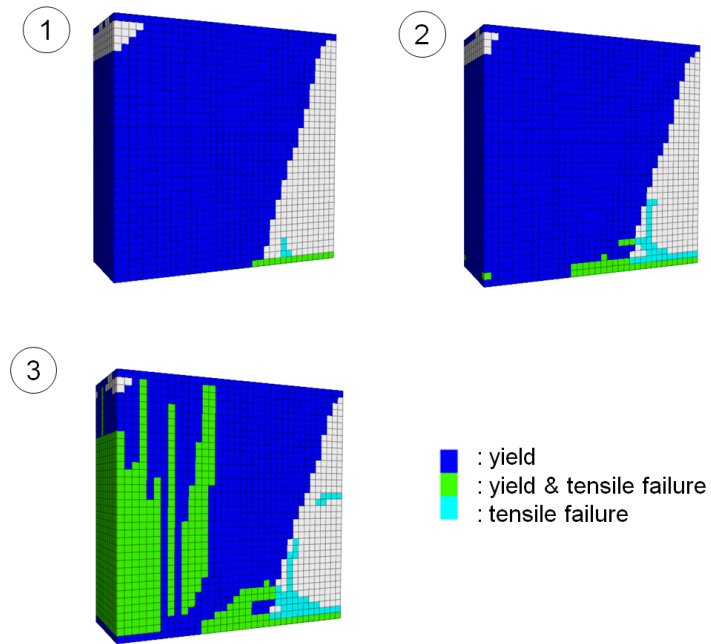 1
2
3
: yield
: yield & tensile failure
: tensile failure